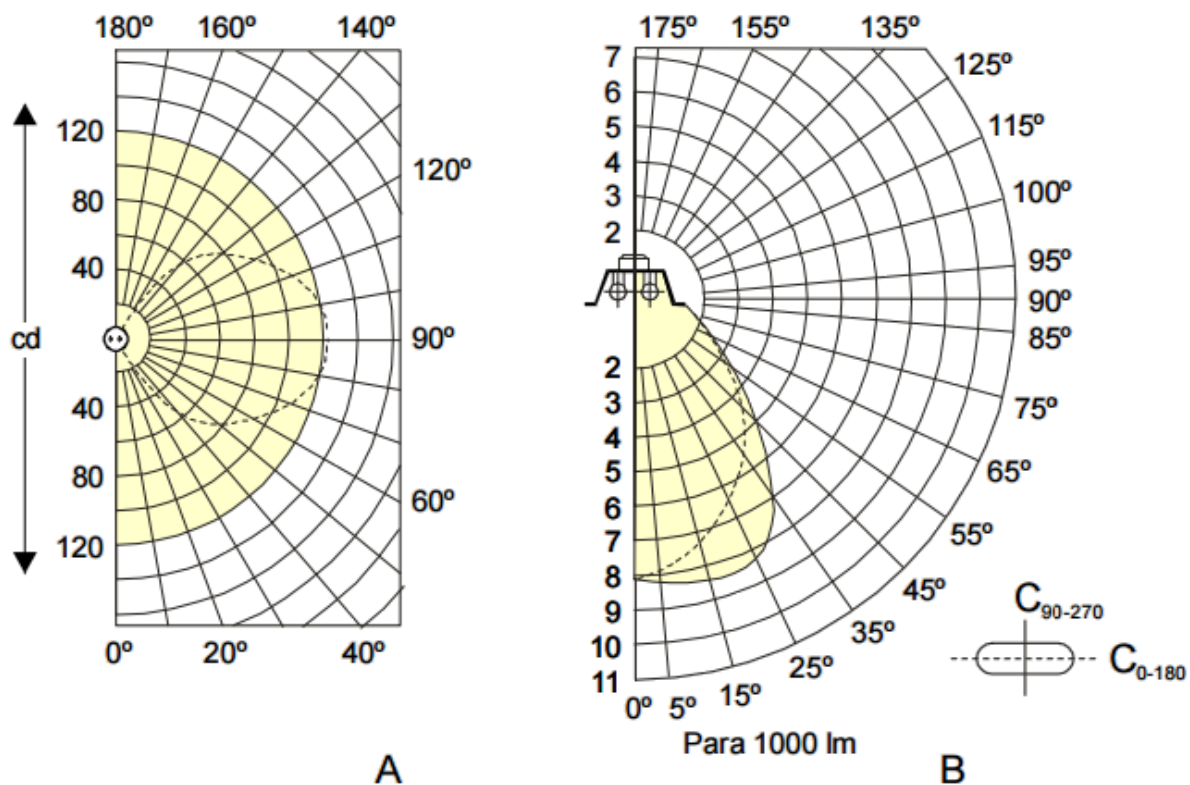 180º 160º 140º
120
80
40
cd
40
80
120
120º
90º
60º
0º 20º 40º
A
175º 155º 135º
125º
115º
100º
95º
90º
85º
75º
65º
55º
45º
35º
25º
15º
5º
0º
7
6
5
4
3
2
2
3
4
5
6
7
8
9
10
11
Para 1000 lm
B
C90-270
C0-180